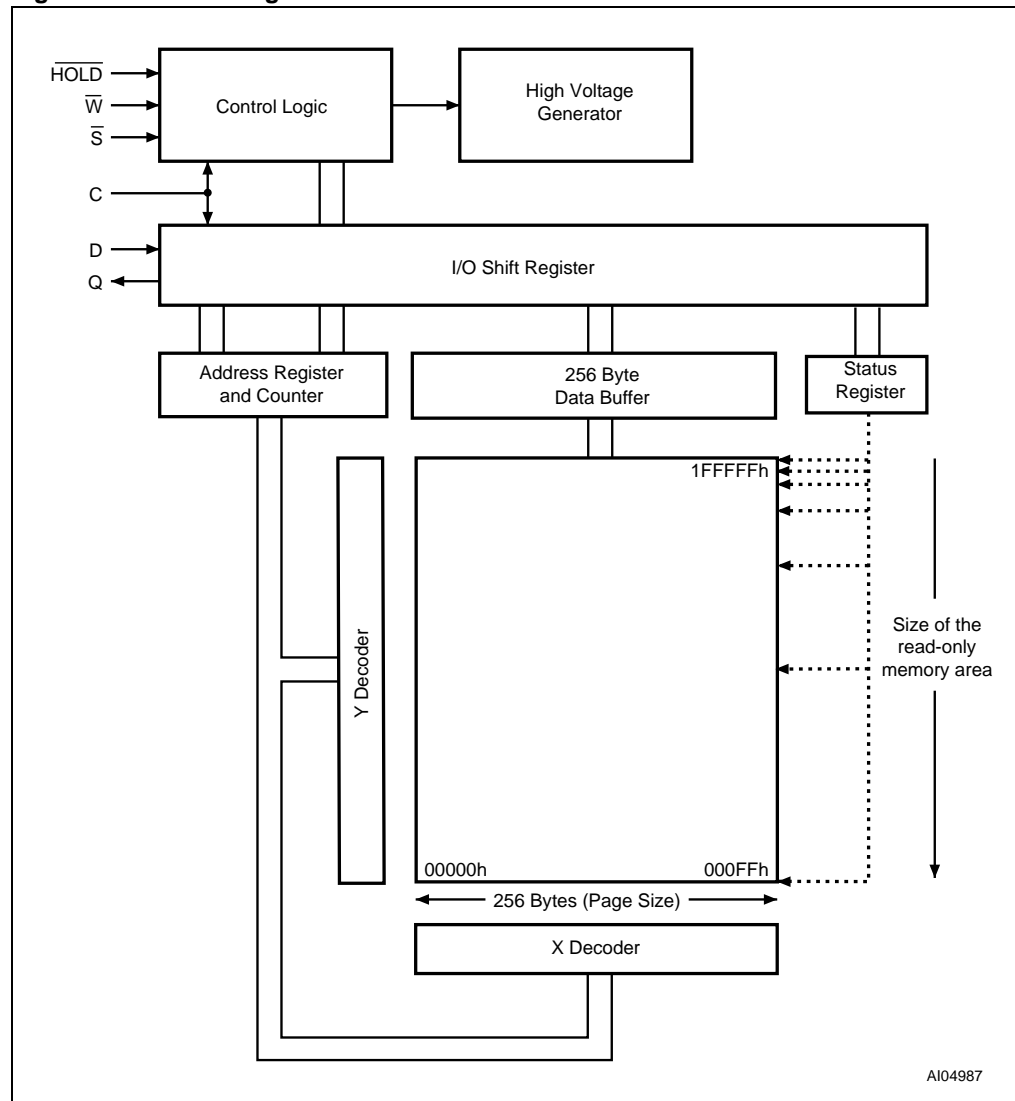 HOLD
W
S
C
D
Q
Control Logic
High Voltage
Generator
I/O Shift Register
Address Register
and Counter
256 Byte
Data Buffer
Status
Register
1FFFFFh
Y Decoder
Size of the
read-only
memory area
00000h
000FFh
256 Bytes (Page Size)
X Decoder
AI04987